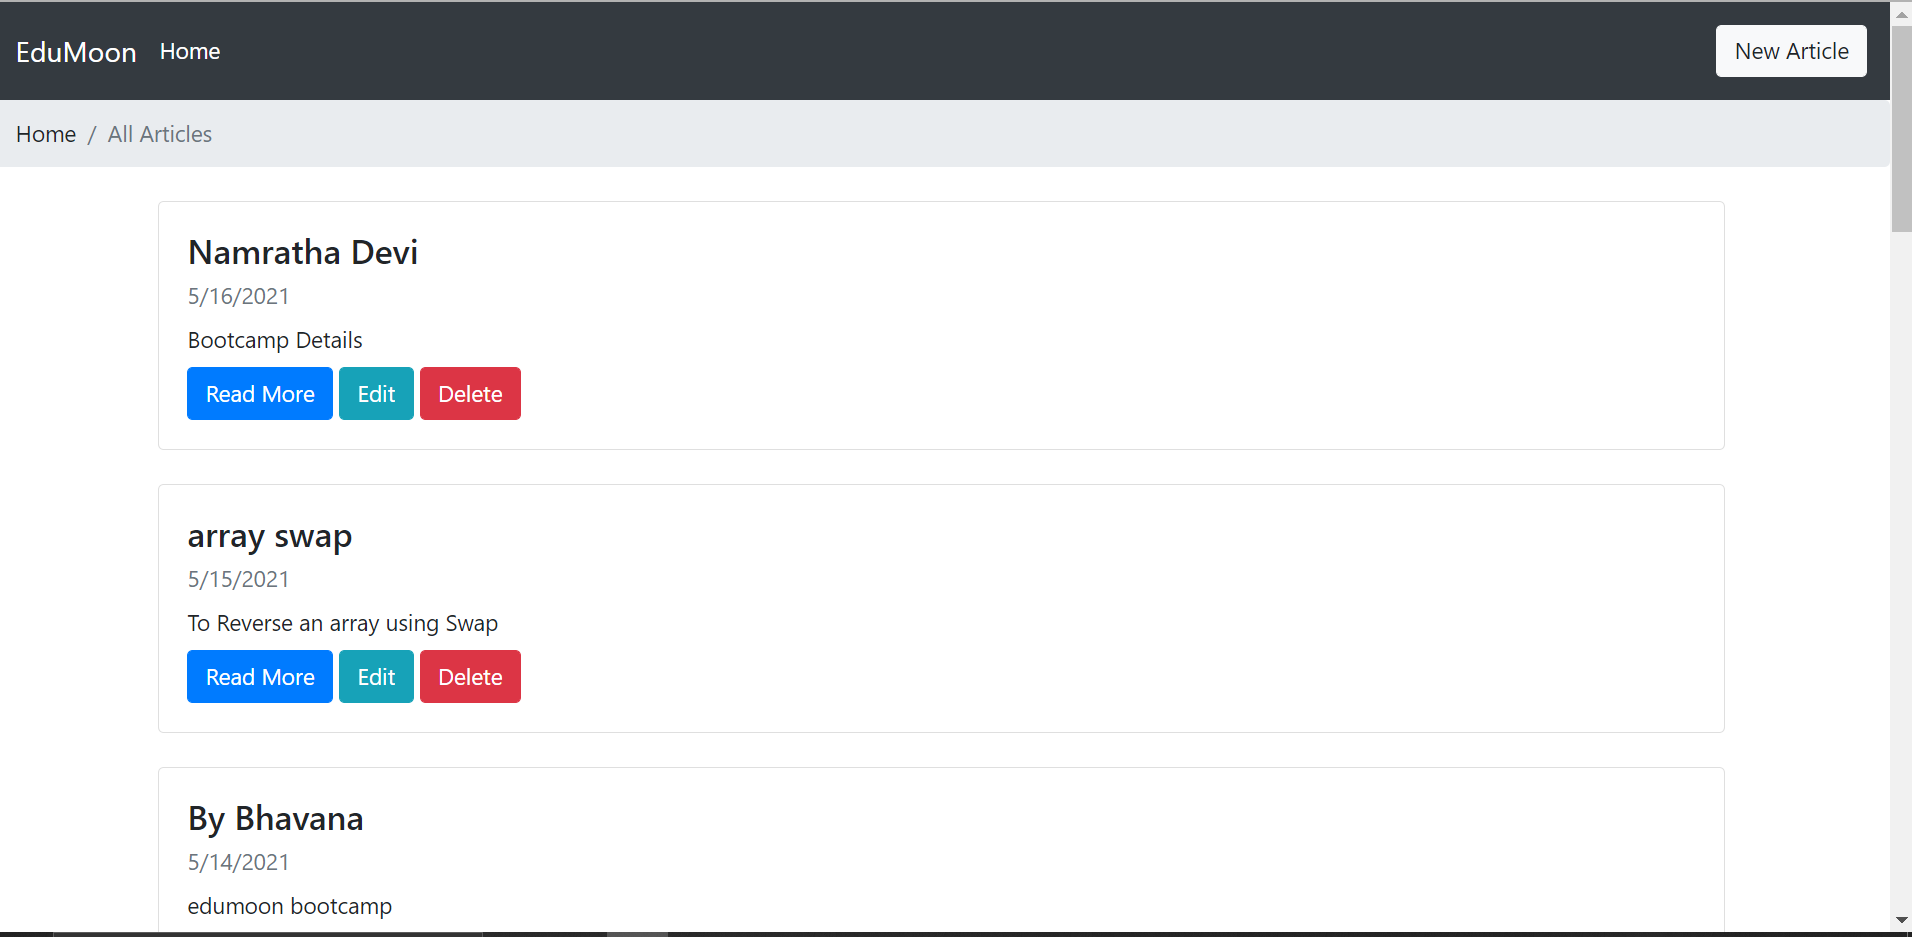 EduMoon Home New Article
Home / All Articles
Namratha Devi
5/16/2021
Bootcamp Details
Read More Edit Delete
array swap
5/15/2021
To Reverse an array using Swap
Read More Edit Delete
By Bhavana
5/14/2021
edumoon bootcamp